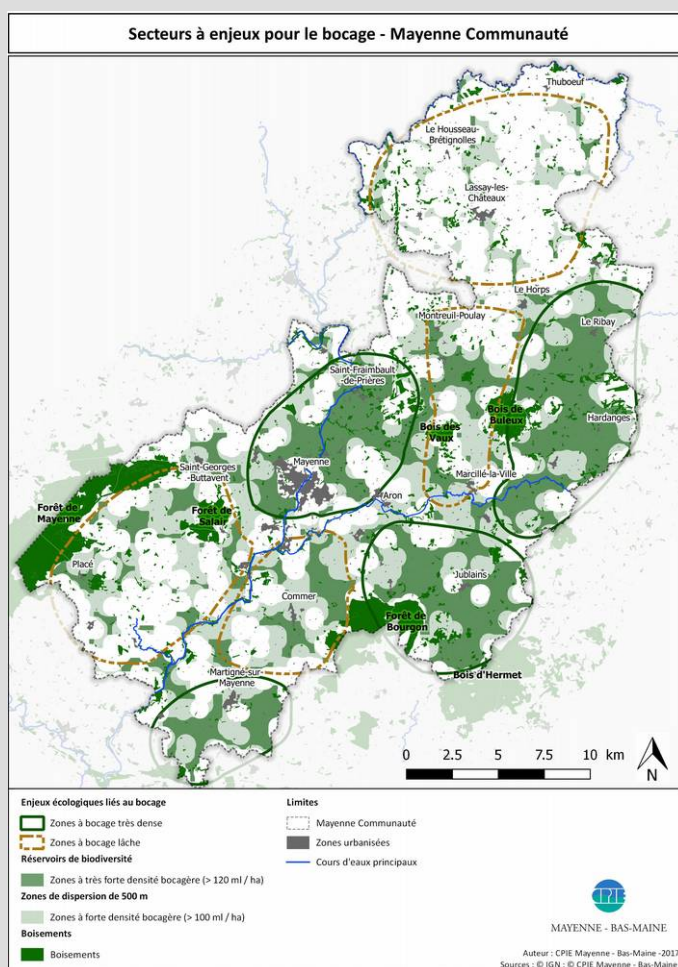 Secteurs à enjeux pour le bocage - Mayenne Communauté
Thuboeuf
Le Housseau-
Brétignolles
Lassay-les-
Châteaux
Le Horps
Montreuil-Poulay
Le Ribay
Saint-Fraimbault
-de-Prières
Bois de
Buleux
Hardanges
Bois des
Vaux
Mayenne
Saint-Georges
-Buttavent
Marcillé-la-Ville
Aron
Forêt de
Mayenne
Forêt de
Salair
Placé
Jublains
Commer
Forêt de
Bourgon
Bois d'Hermet
Martigné-sur-
Mayenne
0 2.5 5 7.5 10 km
N
Enjeux écologiques liés au bocage
Zones à bocage très dense
Zones à bocage lâche
Réservoirs de biodiversité
Zones à très forte densité bocagère (> 120 ml / ha)
Zones de dispersion de 500 m
Zones à forte densité bocagère (> 100 ml / ha)
Boisements
Boisements
Limites
Mayenne Communauté
Zones urbanisées
Cours d'eaux principaux
CPIE
MAYENNE - BAS-MAINE
Auteur : CPIE Mayenne - Bas-Maine -2017
Sources : © IGN ; © CPIE Mayenne - Bas-Maine